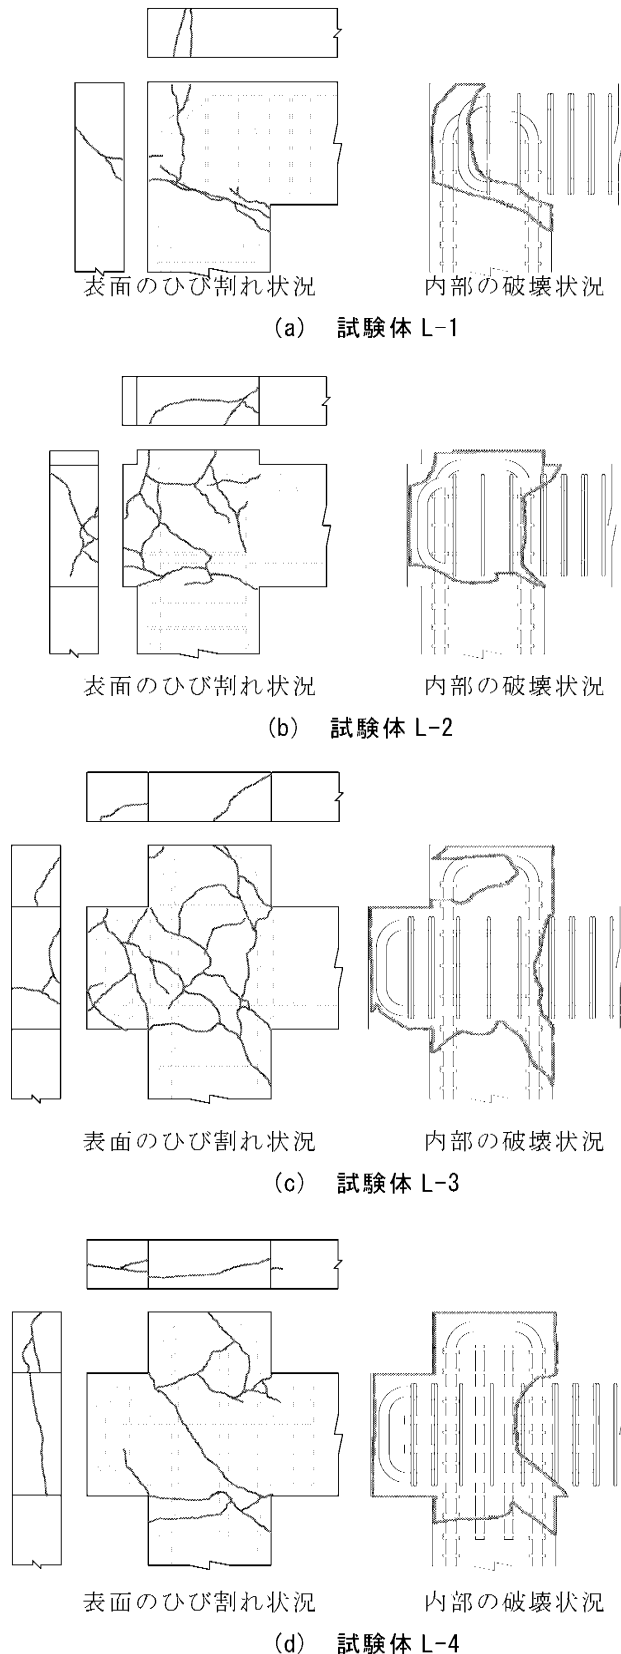 表面のひび割れ状況 内部の破壊状況
(a) 試験体 L-1
表面のひび割れ状況 内部の破壊状況
(b) 試験体 L-2
表面のひび割れ状況 内部の破壊状況
(c) 試験体 L-3
表面のひび割れ状況 内部の破壊状況
(d) 試験体 L-4